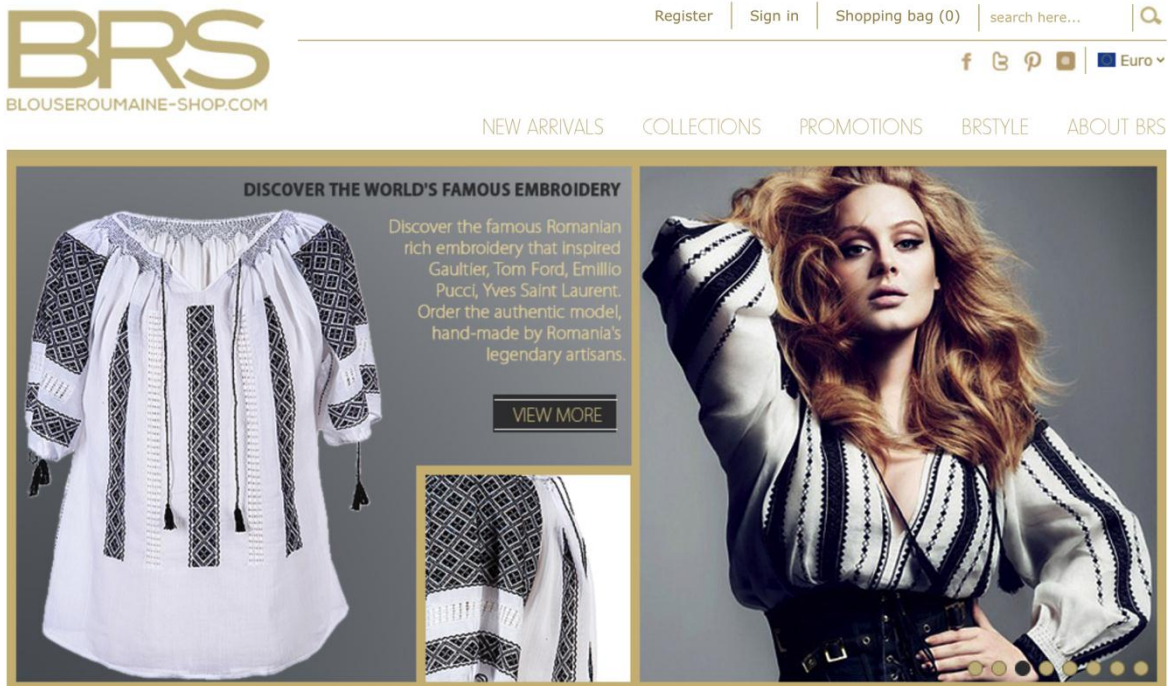 BRS
BLOUSEROUMAINE-SHOP.COM
Register
Sign in
Shopping bag (0)
search here...
Euro
NEW ARRIVALS
COLLECTIONS
PROMOTIONS
BRSTYLE
ABOUT BRS
DISCOVER THE WORLD'S FAMOUS EMBROIDERY
Discover the famous Romanian
rich embroidery that inspired
Gaultier, Tom Ford, Emillio
Pucci, Yves Saint Laurent.
Order the authentic model,
hand-made by Romania's
legendary artisans.
VIEW MORE